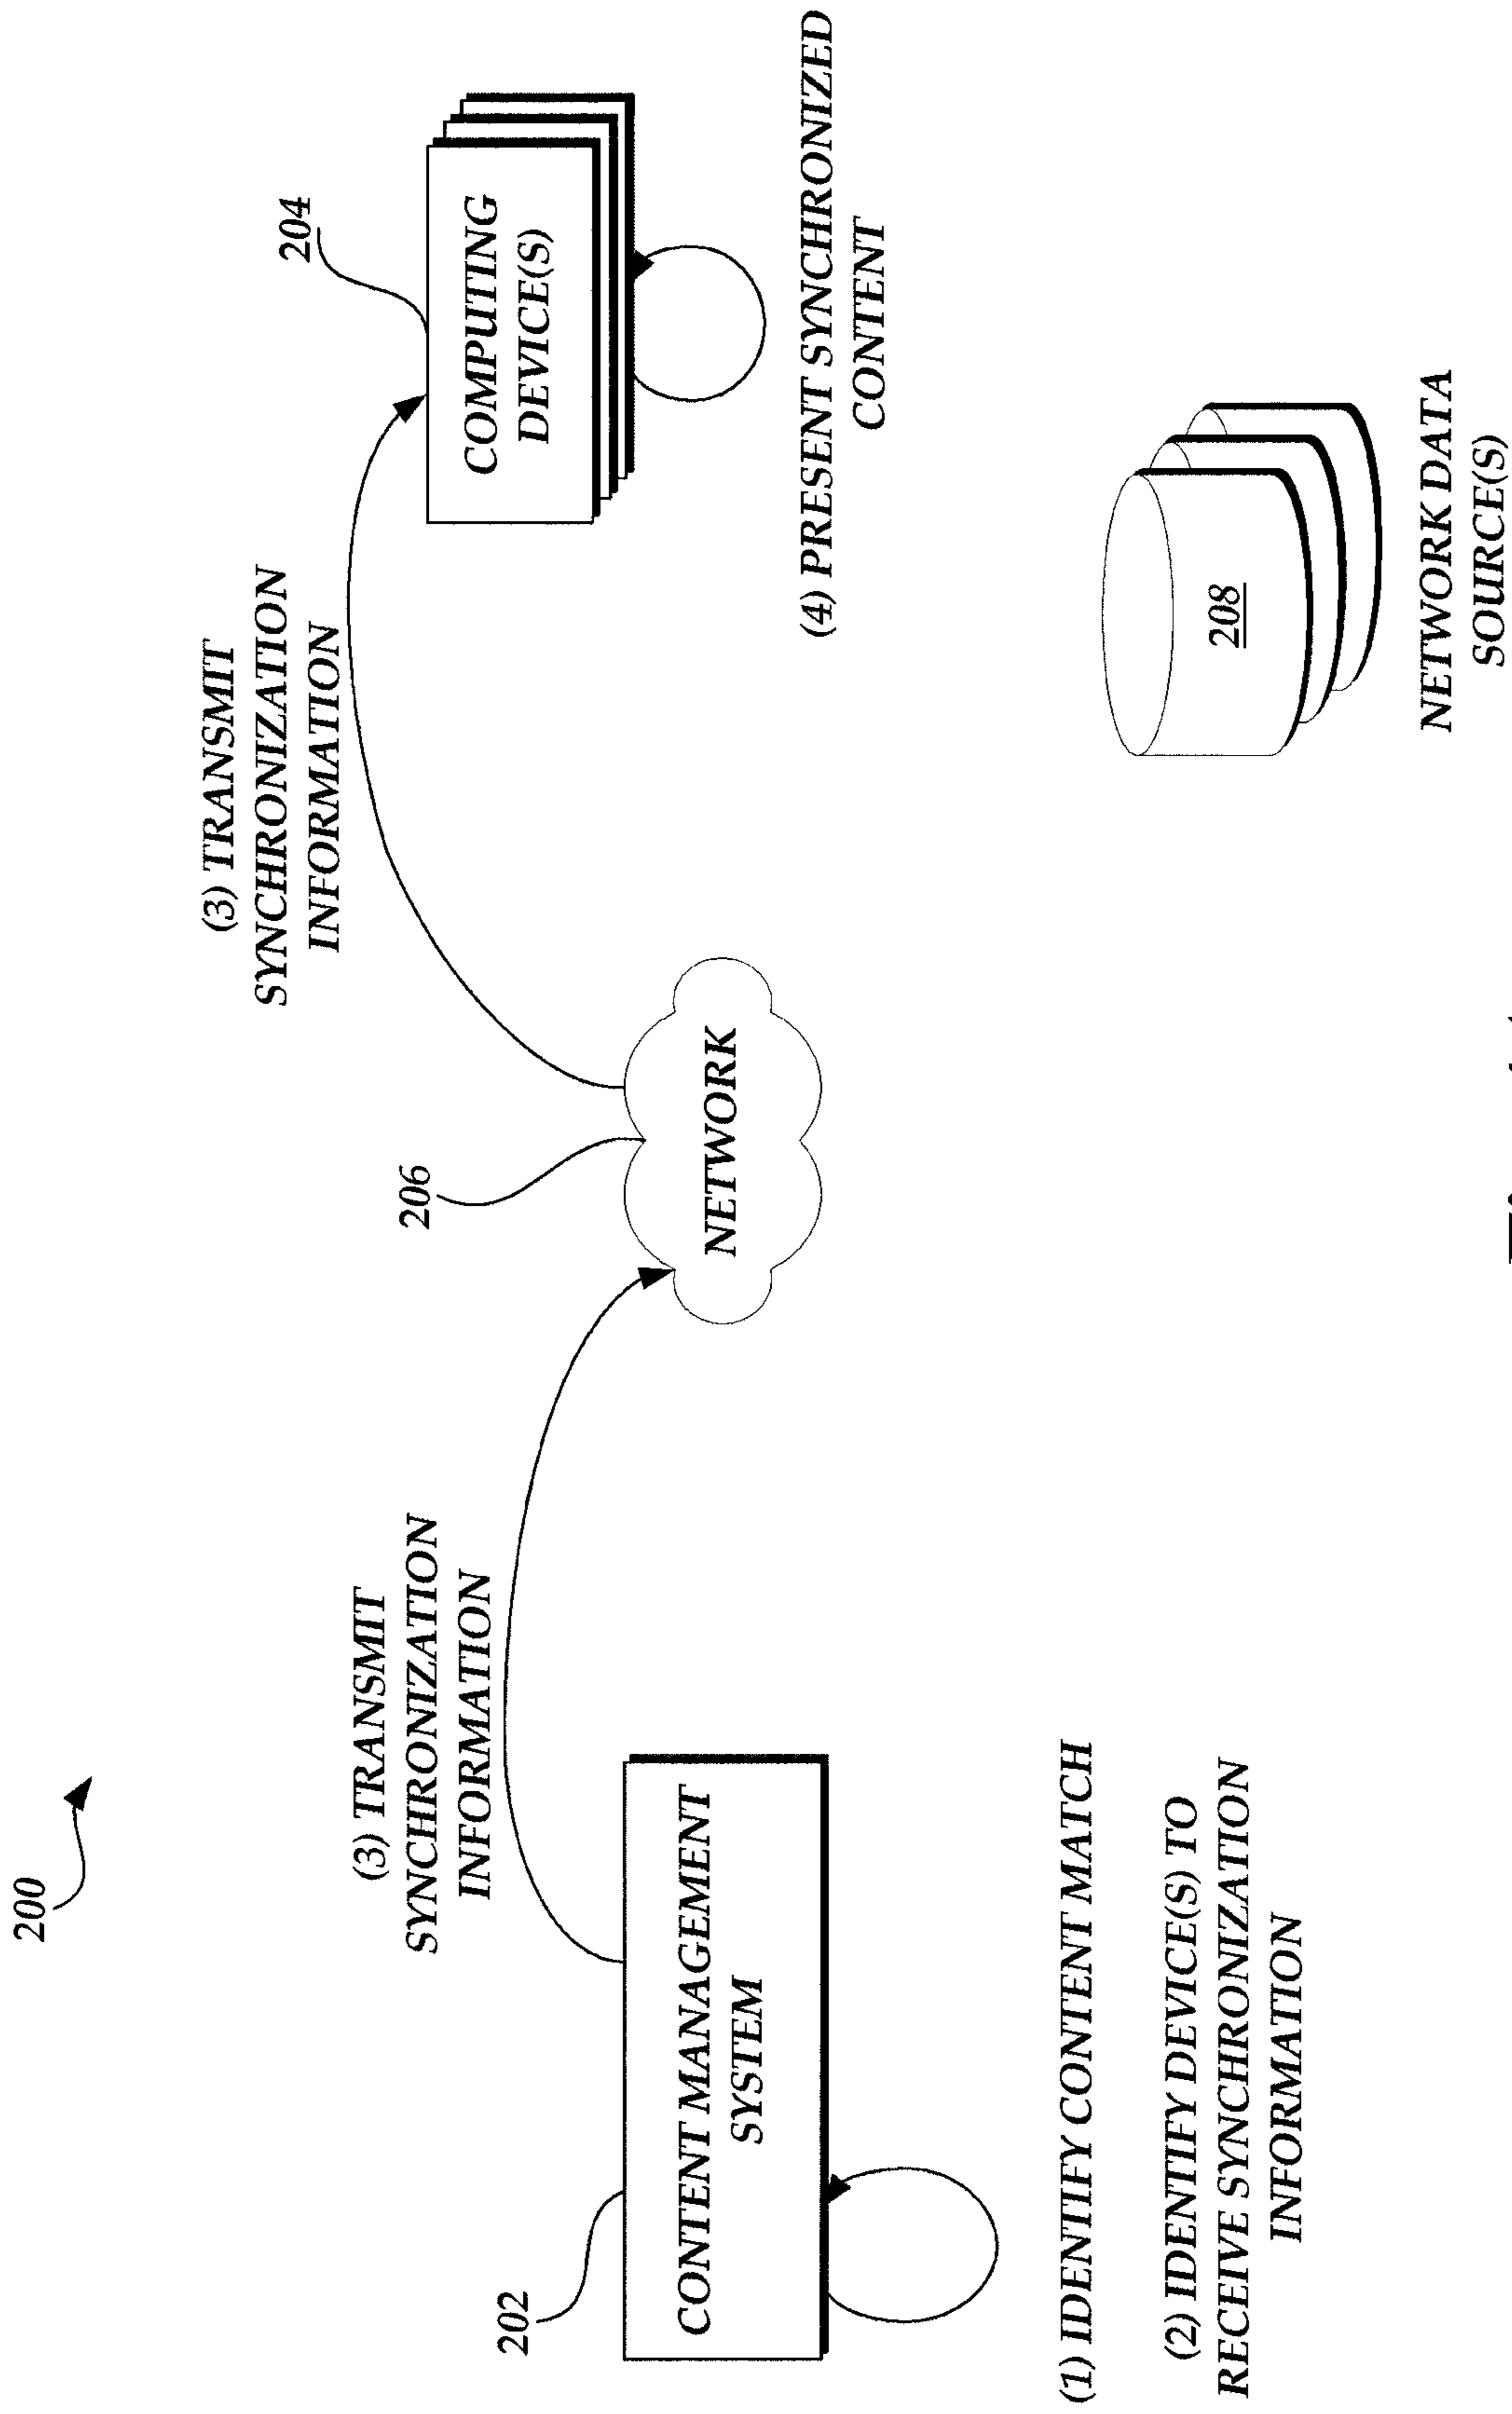 200
(3) TRANSMIT
SYNCHRONIZATION
INFORMATION
204
COMPUTING
DEVICE(S)
(4) PRESENT SYNCHRONIZED
CONTENT
(3) TRANSMIT
SYNCHRONIZATION
INFORMATION
206
NETWORK
202
CONTENT MANAGEMENT
SYSTEM
(1) IDENTIFY CONTENT MATCH
(2) IDENTIFY DEVICE(S) TO
RECEIVE SYNCHRONIZATION
INFORMATION
208
NETWORK DATA
SOURCE(S)